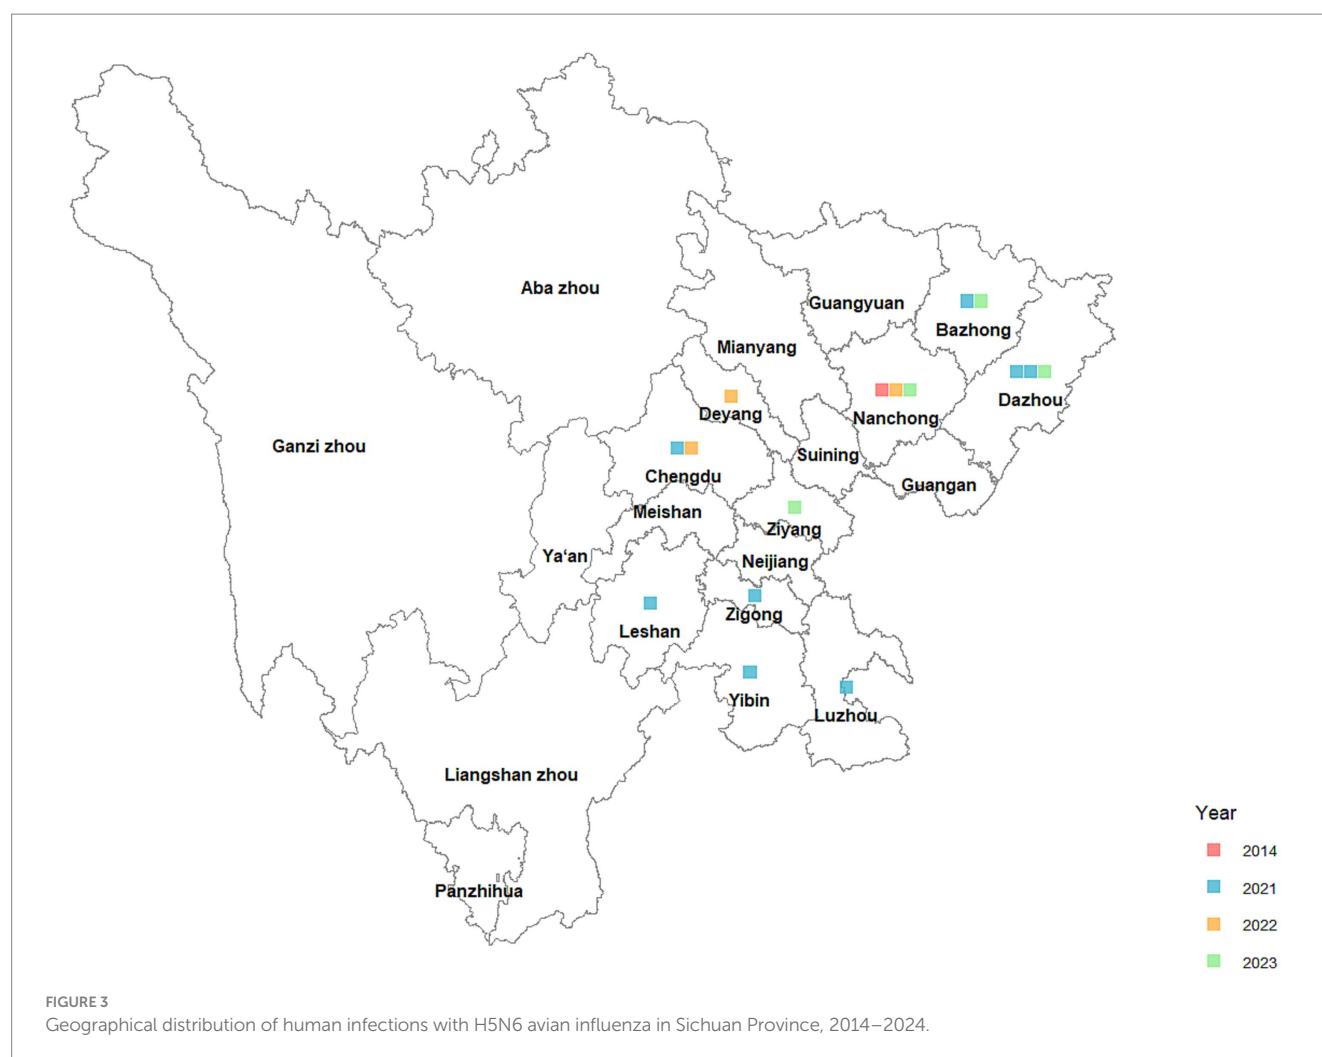 Aba zhou
Guangyuan
Bazhong
Mianyang
Dazhou
Deyang
Nanchong
Ganzi zhou
Suining
Chengdu
Guangan
Meishan
Ziyang
Ya‘an
Neijiang
Zigong
Leshan
Yibin
Luzhou
Liangshan zhou
Panzhihua
Year
2014
2021
2022
2023
FIGURE 3
Geographical distribution of human infections with H5N6 avian influenza in Sichuan Province, 2014–2024.